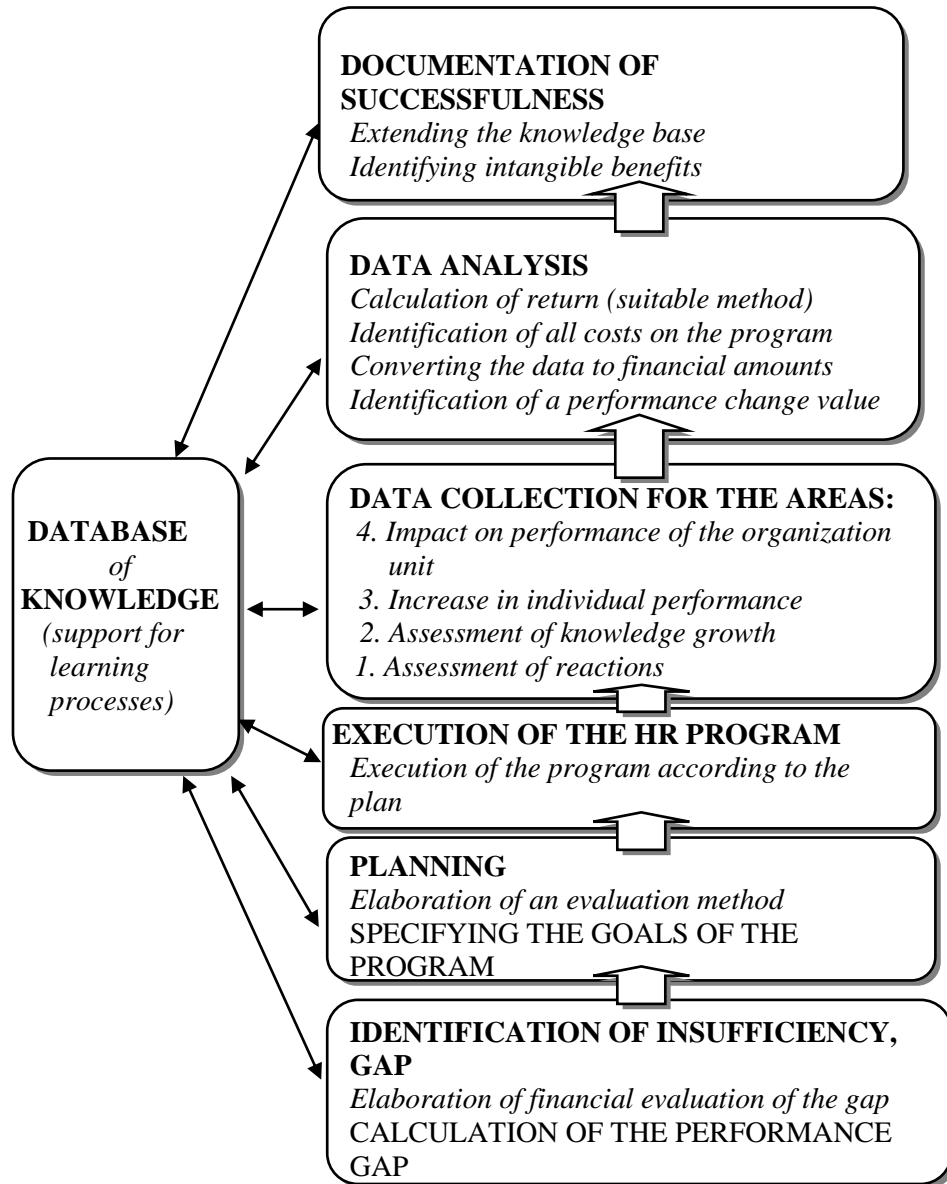 DOCUMENTATION OF
SUCCESSFULNESS
Extending the knowledge base
Identifying intangible benefits
DATA ANALYSIS
Calculation of return (suitable method)
Identification of all costs on the program
Converting the data to financial amounts
Identification of a performance change value
DATABASE
of
KNOWLEDGE
(support for
learning
processes)
DATA COLLECTION FOR THE AREAS:
4. Impact on performance of the organization
unit
3. Increase in individual performance
2. Assessment of knowledge growth
1. Assessment of reactions
EXECUTION OF THE HR PROGRAM
Execution of the program according to the
plan
PLANNING
Elaboration of an evaluation method
SPECIFYING THE GOALS OF THE
PROGRAM
IDENTIFICATION OF INSUFFICIENCY,
GAP
Elaboration of financial evaluation of the gap
CALCULATION OF THE PERFORMANCE
GAP